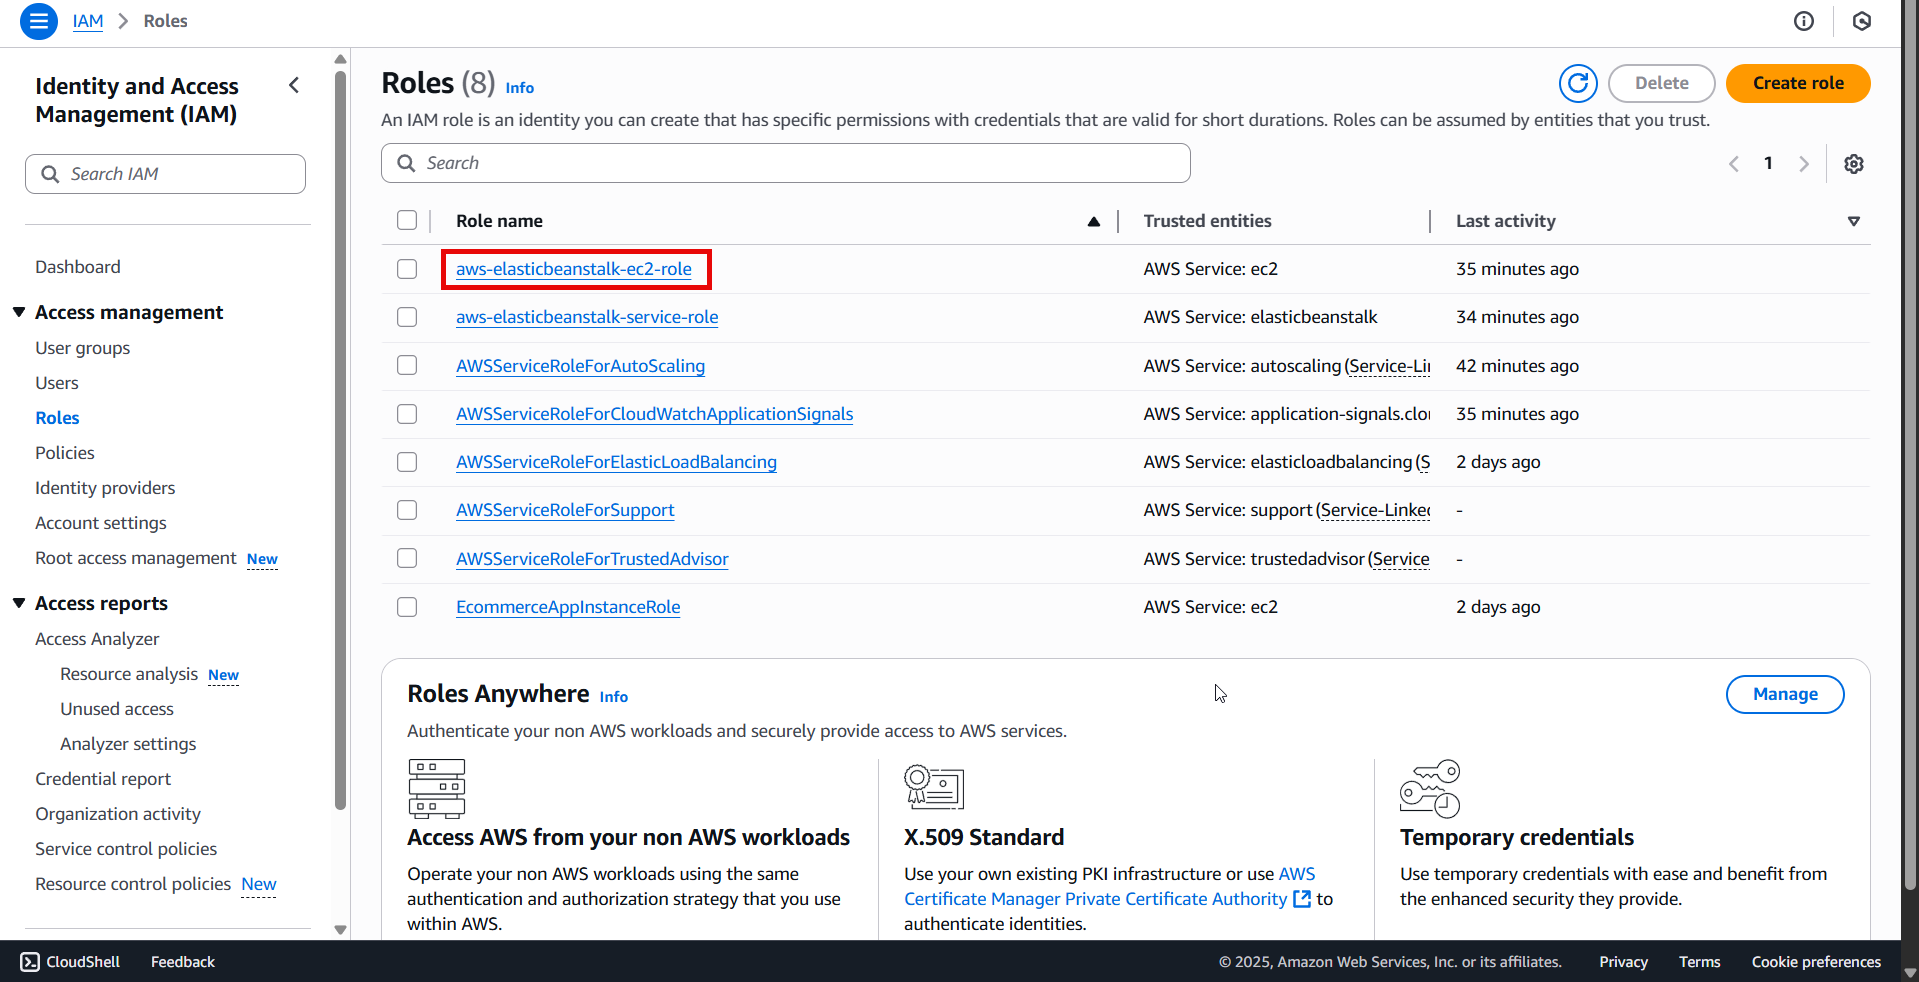 IAM > Roles
Identity and Access
Management (IAM)
Search IAM
Dashboard
Access management
User groups
Users
Roles
Policies
Identity providers
Account settings
Root access management New
Access reports
Access Analyzer
Resource analysis New
Unused access
Analyzer settings
Credential report
Organization activity
Service control policies
Resource control policies New
Roles (8) Info
Delete
Create role
An IAM role is an identity you can create that has specific permissions with credentials that are valid for short durations. Roles can be assumed by entities that you trust.
Search
1
Role name Trusted entities Last activity
aws-elasticbeanstalk-ec2-role AWS Service: ec2 35 minutes ago
aws-elasticbeanstalk-service-role AWS Service: elasticbeanstalk 34 minutes ago
AWSServiceRoleForAutoScaling AWS Service: autoscaling (Service-Li 42 minutes ago
AWSServiceRoleForCloudWatchApplicationSignals AWS Service: application-signals.clo 35 minutes ago
AWSServiceRoleForElasticLoadBalancing AWS Service: elasticloadbalancing (S 2 days ago
AWSServiceRoleForSupport AWS Service: support (Service-Linked -
AWSServiceRoleForTrustedAdvisor AWS Service: trustedadvisor (Service -
EcommerceAppInstanceRole AWS Service: ec2 2 days ago
Roles Anywhere Info
Manage
Authenticate your non AWS workloads and securely provide access to AWS services.
Access AWS from your non AWS workloads
Operate your non AWS workloads using the same
authentication and authorization strategy that you use
within AWS.
X.509 Standard
Use your own existing PKI infrastructure or use AWS
Certificate Manager Private Certificate Authority to
authenticate identities.
Temporary credentials
Use temporary credentials with ease and benefit from
the enhanced security they provide.
CloudShell Feedback © 2025, Amazon Web Services, Inc. or its affiliates. Privacy Terms Cookie preferences